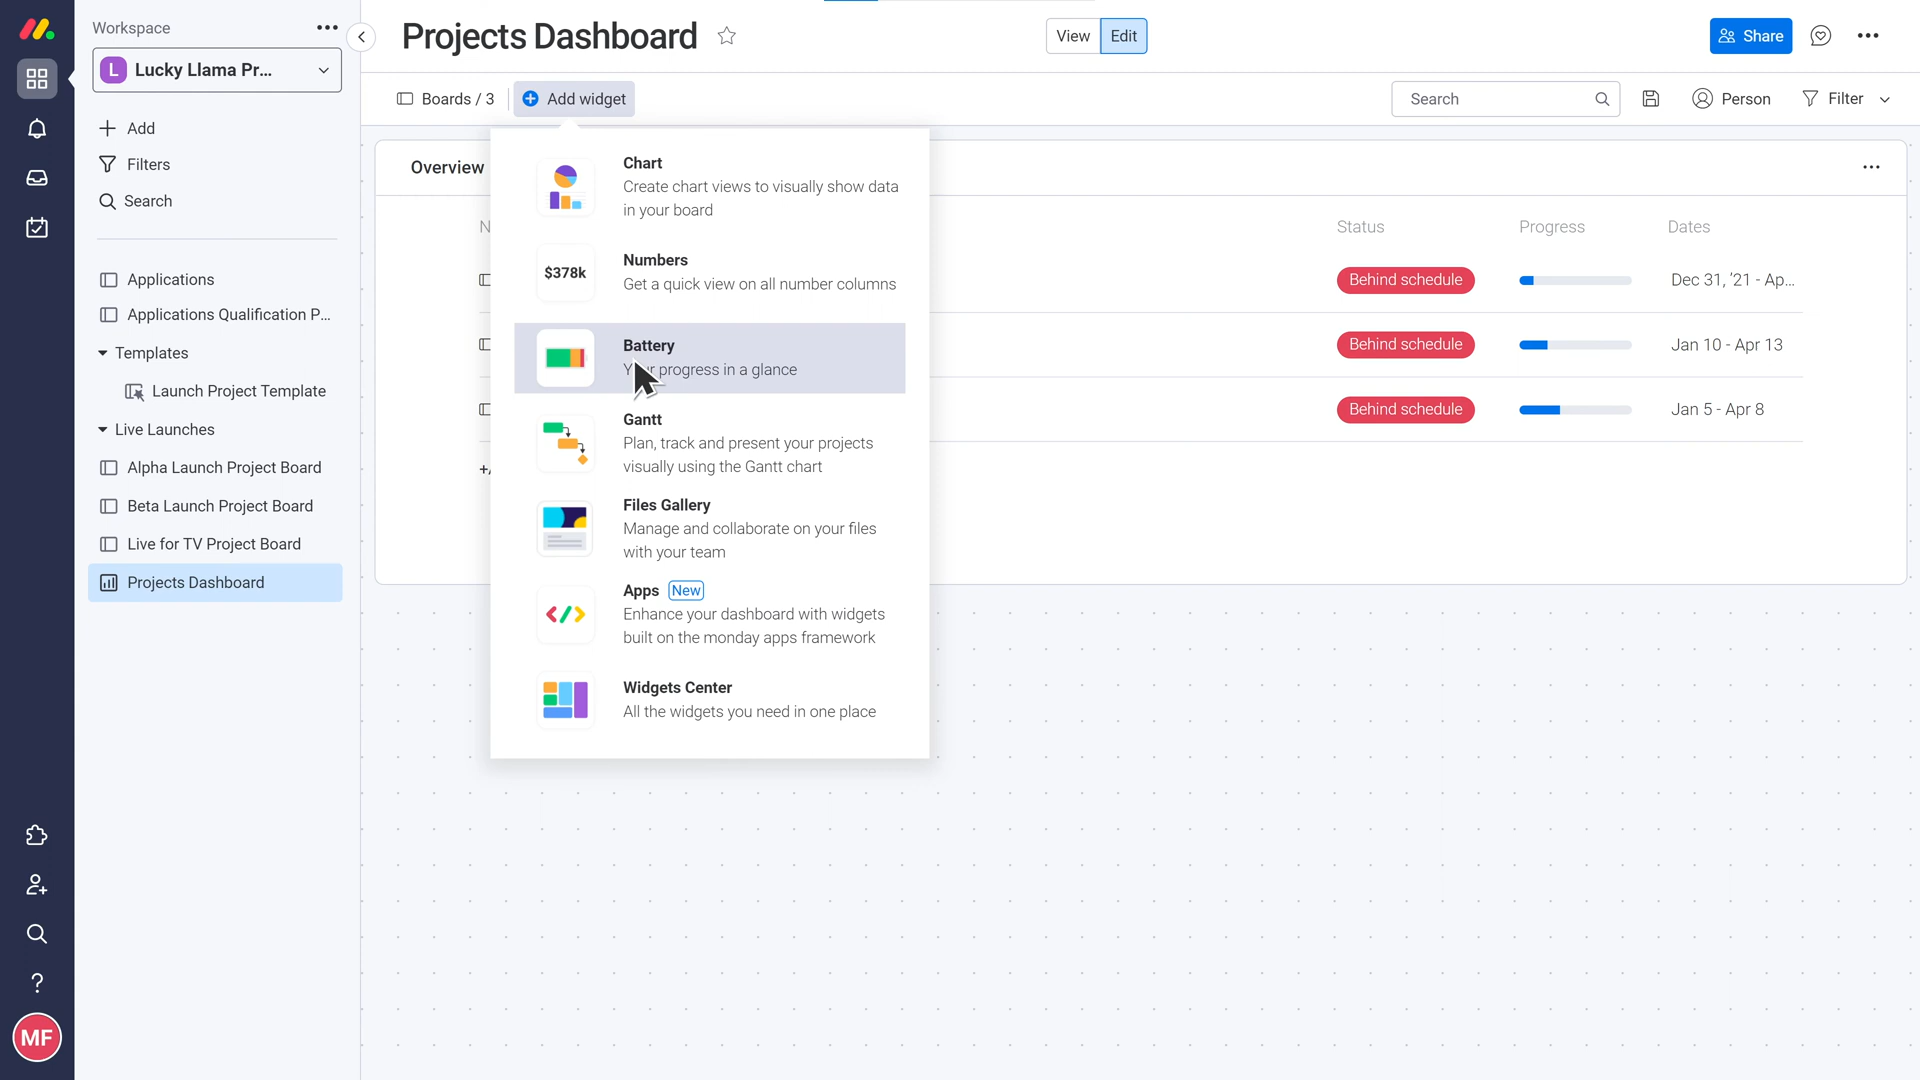 Workspace
L Lucky Llama Pr...
Add
Filters
Search
Applications
Applications Qualification P...
Templates
Launch Project Template
Live Launches
Alpha Launch Project Board
Beta Launch Project Board
Live for TV Project Board
Projects Dashboard
?
MF
Projects Dashboard
View Edit
Share
Boards / 3
Add widget
Search
Person
Filter
Overview
Status Progress Dates
Behind schedule Dec 31, '21 - Ap...
Behind schedule Jan 10 - Apr 13
Behind schedule Jan 5 - Apr 8
Chart
Create chart views to visually show data
in your board
$378k
Numbers
Get a quick view on all number columns
Battery
progress in a glance
Gantt
Plan, track and present your projects
visually using the Gantt chart
Files Gallery
Manage and collaborate on your files
with your team
Apps New
Enhance your dashboard with widgets
built on the monday apps framework
Widgets Center
All the widgets you need in one place